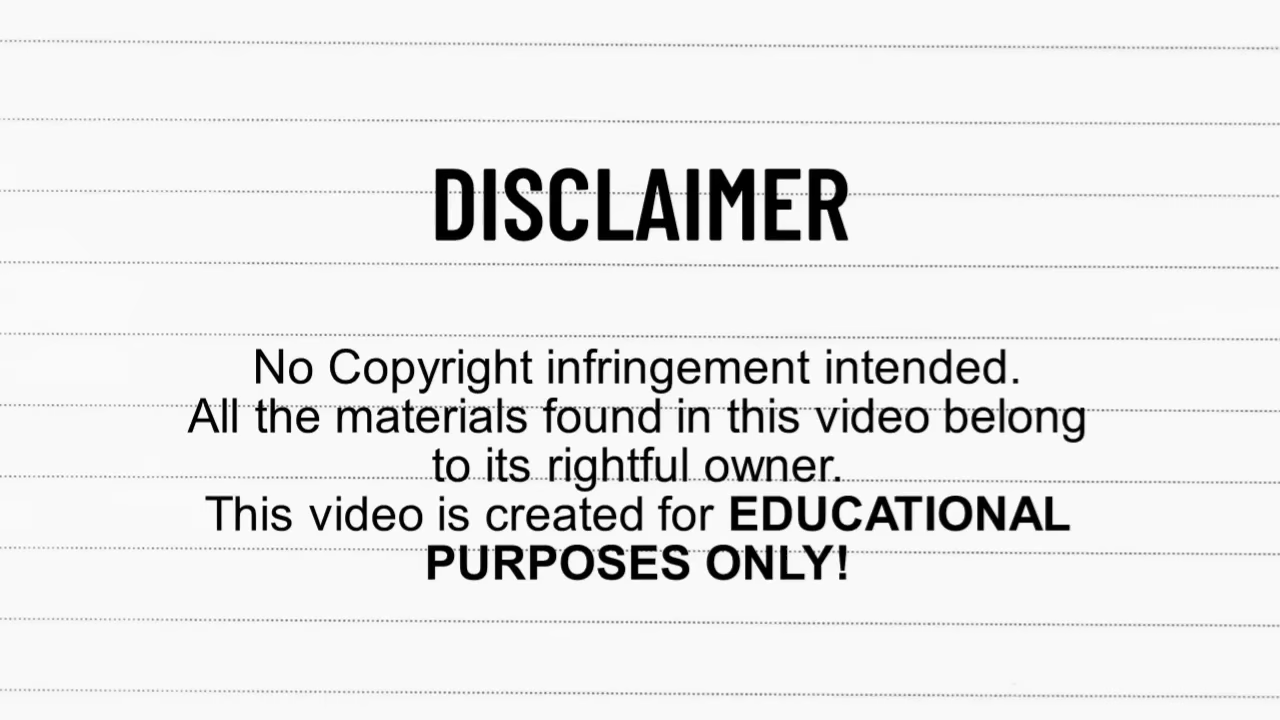 DISCLAIMER
No Copyright infringement intended.
All the materials found in this video belong
to its rightful owner.
This video is created for EDUCATIONAL
PURPOSES ONLY!